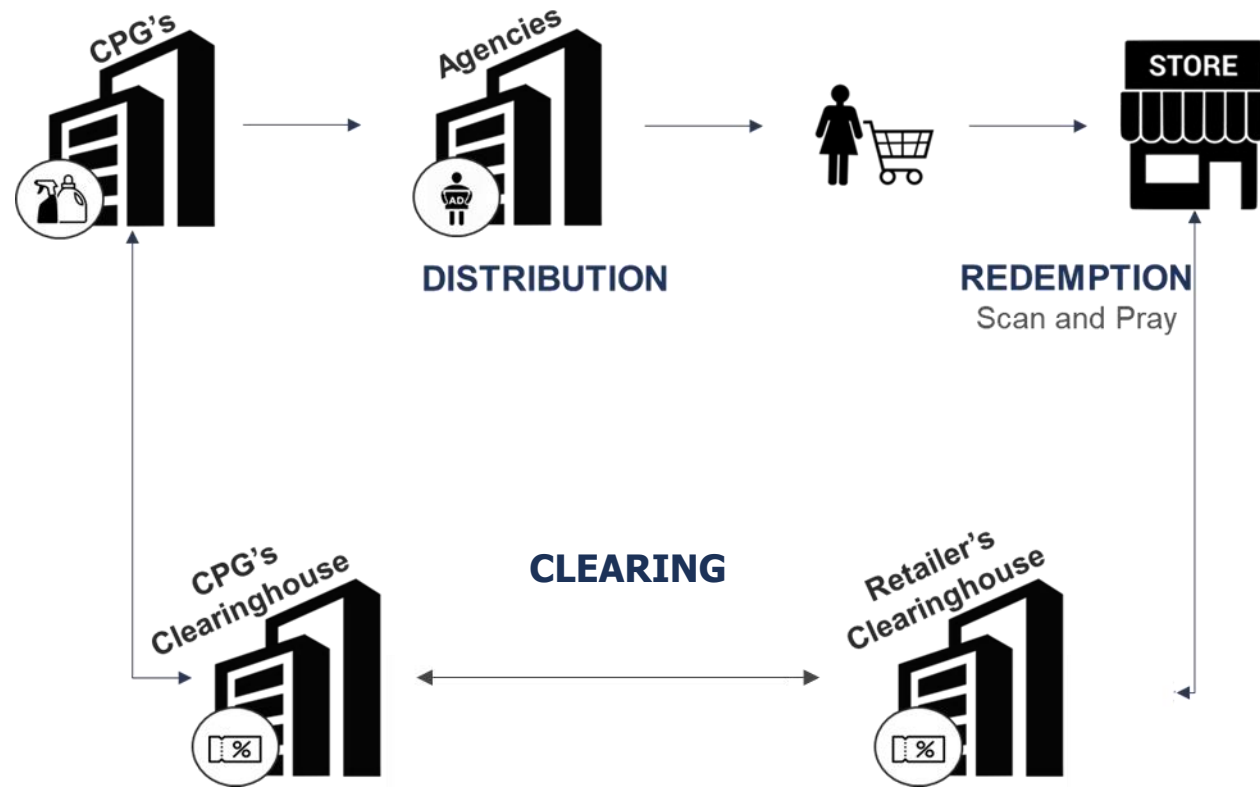 CPG's
Agencies
STORE
AD
DISTRIBUTION
REDEMPTION
Scan and Pray
CLEARING
CPG's
Clearinghouse
Retailer's
Clearinghouse
%
%